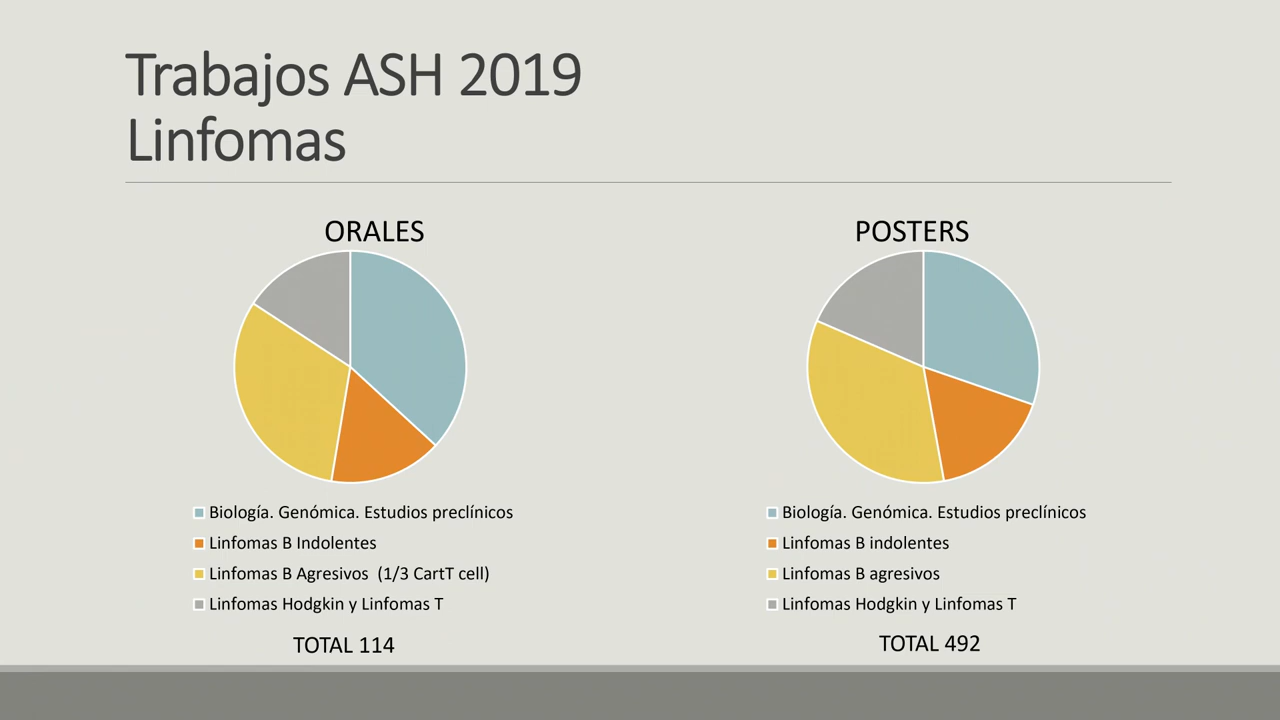 Trabajos ASH 2019
Linfomas
ORALES
Biología. Genómica. Estudios preclínicos
Linfomas B Indolentes
Linfomas B Agresivos  (1/3 CartT cell)
Linfomas Hodgkin y Linfomas T
TOTAL 114
POSTERS
Biología. Genómica. Estudios preclínicos
Linfomas B indolentes
Linfomas B agresivos
Linfomas Hodgkin y Linfomas T
TOTAL 492